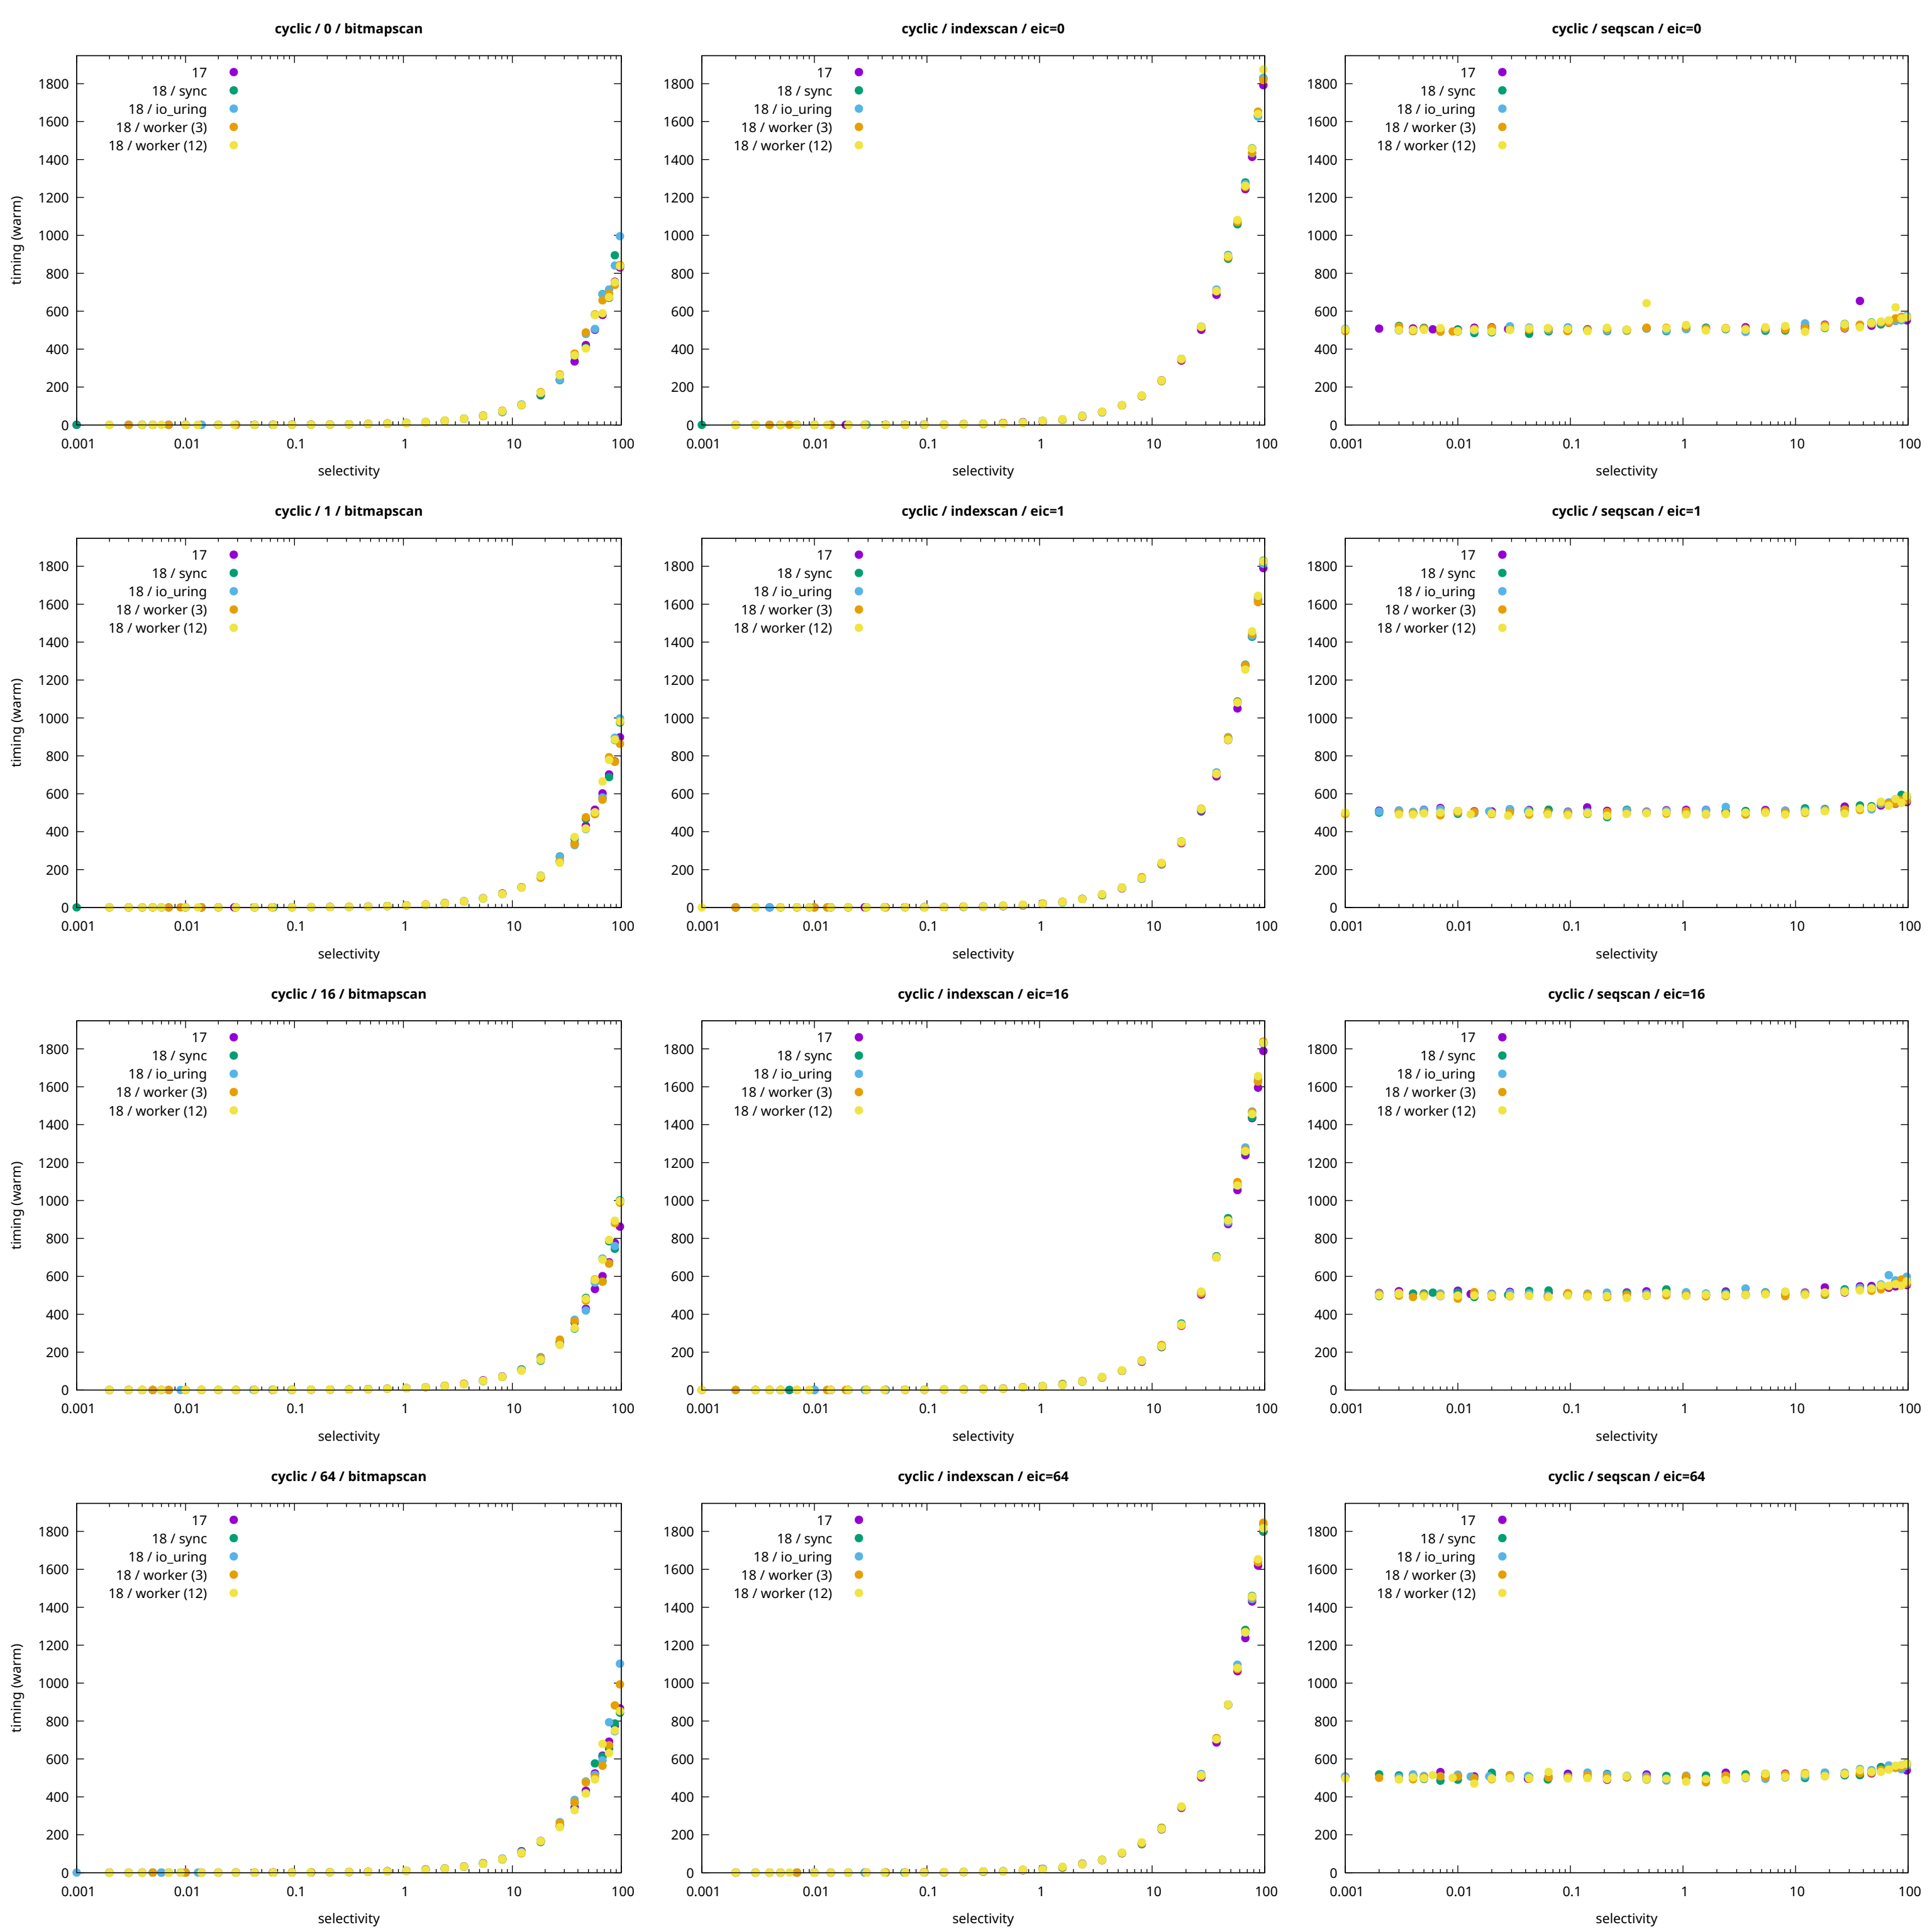 cyclic / 0 / bitmapscan
timing (warm)
1800
1600
1400
1200
1000
800
600
400
200
0
17
18 / sync
18 / io_uring
18 / worker (3)
18 / worker (12)
0.001 0.01 0.1 1 10 100
selectivity
cyclic / indexscan / eic=0
1800
1600
1400
1200
1000
800
600
400
200
0
17
18 / sync
18 / io_uring
18 / worker (3)
18 / worker (12)
0.001 0.01 0.1 1 10 100
selectivity
cyclic / seqscan / eic=0
1800
1600
1400
1200
1000
800
600
400
200
0
17
18 / sync
18 / io_uring
18 / worker (3)
18 / worker (12)
0.001 0.01 0.1 1 10 100
selectivity
cyclic / 1 / bitmapscan
timing (warm)
1800
1600
1400
1200
1000
800
600
400
200
0
17
18 / sync
18 / io_uring
18 / worker (3)
18 / worker (12)
0.001 0.01 0.1 1 10 100
selectivity
cyclic / indexscan / eic=1
1800
1600
1400
1200
1000
800
600
400
200
0
17
18 / sync
18 / io_uring
18 / worker (3)
18 / worker (12)
0.001 0.01 0.1 1 10 100
selectivity
cyclic / seqscan / eic=1
1800
1600
1400
1200
1000
800
600
400
200
0
17
18 / sync
18 / io_uring
18 / worker (3)
18 / worker (12)
0.001 0.01 0.1 1 10 100
selectivity
cyclic / 16 / bitmapscan
timing (warm)
1800
1600
1400
1200
1000
800
600
400
200
0
17
18 / sync
18 / io_uring
18 / worker (3)
18 / worker (12)
0.001 0.01 0.1 1 10 100
selectivity
cyclic / indexscan / eic=16
1800
1600
1400
1200
1000
800
600
400
200
0
17
18 / sync
18 / io_uring
18 / worker (3)
18 / worker (12)
0.001 0.01 0.1 1 10 100
selectivity
cyclic / seqscan / eic=16
1800
1600
1400
1200
1000
800
600
400
200
0
17
18 / sync
18 / io_uring
18 / worker (3)
18 / worker (12)
0.001 0.01 0.1 1 10 100
selectivity
cyclic / 64 / bitmapscan
timing (warm)
1800
1600
1400
1200
1000
800
600
400
200
0
17
18 / sync
18 / io_uring
18 / worker (3)
18 / worker (12)
0.001 0.01 0.1 1 10 100
selectivity
cyclic / indexscan / eic=64
1800
1600
1400
1200
1000
800
600
400
200
0
17
18 / sync
18 / io_uring
18 / worker (3)
18 / worker (12)
0.001 0.01 0.1 1 10 100
selectivity
cyclic / seqscan / eic=64
1800
1600
1400
1200
1000
800
600
400
200
0
17
18 / sync
18 / io_uring
18 / worker (3)
18 / worker (12)
0.001 0.01 0.1 1 10 100
selectivity